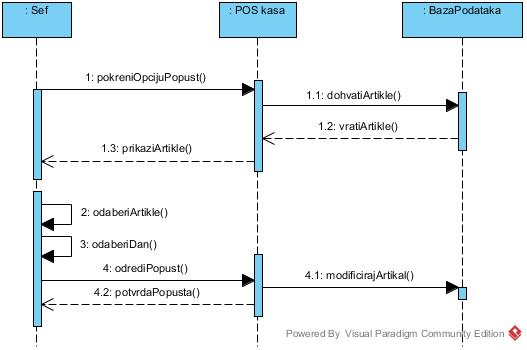 : Sef
: POS kasa
: BazaPodataka
1: pokreniOpcijuPopust()
1.1: dohvatiArtikle()
1.2: vratiArtikle()
1.3: prikaziArtikle()
2: odaberiArtikle()
3: odaberiDan()
4: odrediPopust()
4.1: modificirajArtikal()
4.2: potvrdaPopusta()
Powered By Visual Paradigm Community Edition